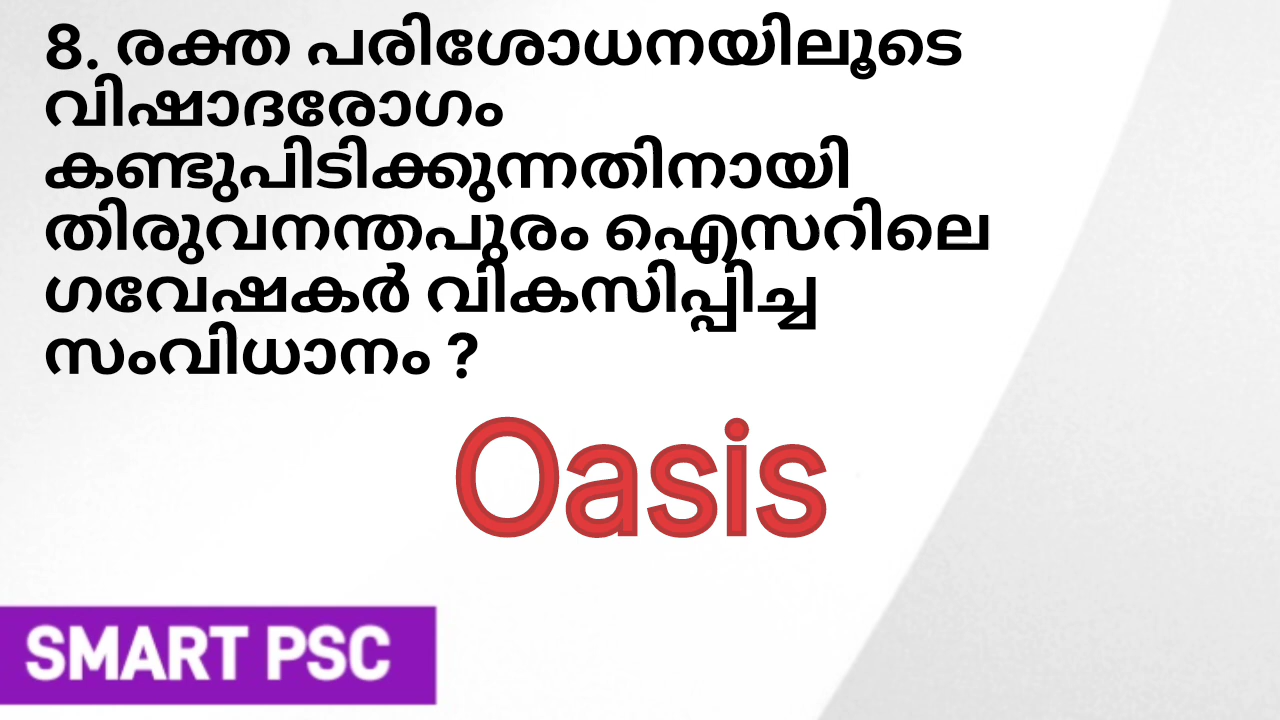 8. രക്ത പരിശോധനയിലൂടെ
വിഷാദരോഗം
കണ്ടുപിടിക്കുന്നതിനായി
തിരുവനന്തപുരം ഐസറിലെ
ഗവേഷകർ വികസിപ്പിച്ച
സംവിധാനം ?
Oasis
SMART PSC